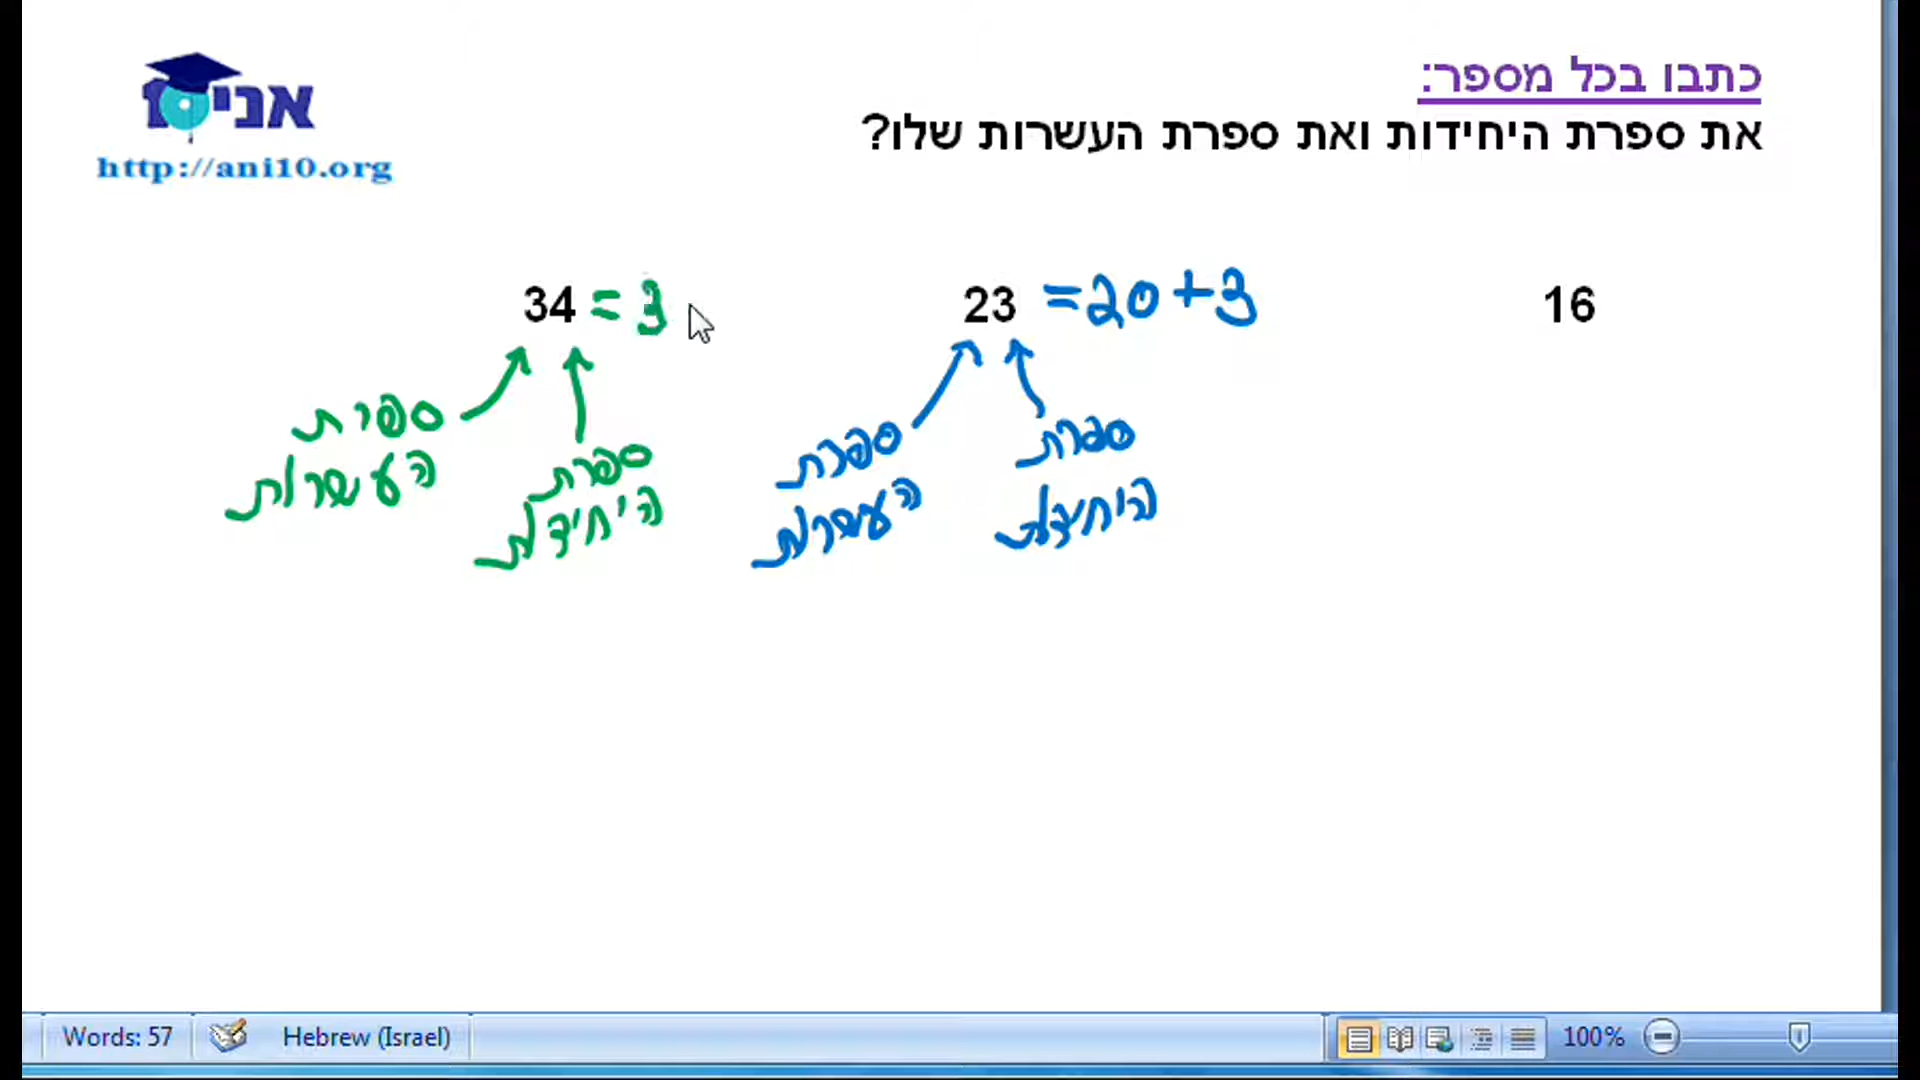 כתבו בכל מספר:
את ספרת היחידות ואת ספרת העשרות שלו?
אני10
http://ani10.org
16
23 = 20 + 3
34 = 3
ספרת
היחידות
ספרת
העשרות
ספרת
היחידות
ספרת
העשרות
Words: 57 Hebrew (Israel) 100%